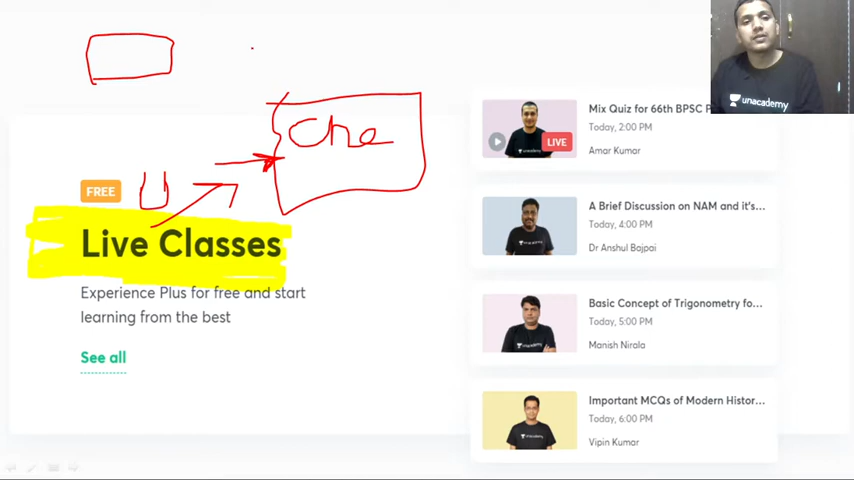 unacademy
Che
FREE
U
Live Classes
Experience Plus for free and start
learning from the best
See all
Mix Quiz for 66th BPSC P
Today, 2:00 PM
LIVE
Amar Kumar
A Brief Discussion on NAM and it's...
Today, 4:00 PM
Dr Anshul Bajpai
Basic Concept of Trigonometry fo...
Today, 5:00 PM
Manish Nirala
Important MCQs of Modern Histor...
Today, 6:00 PM
Vipin Kumar